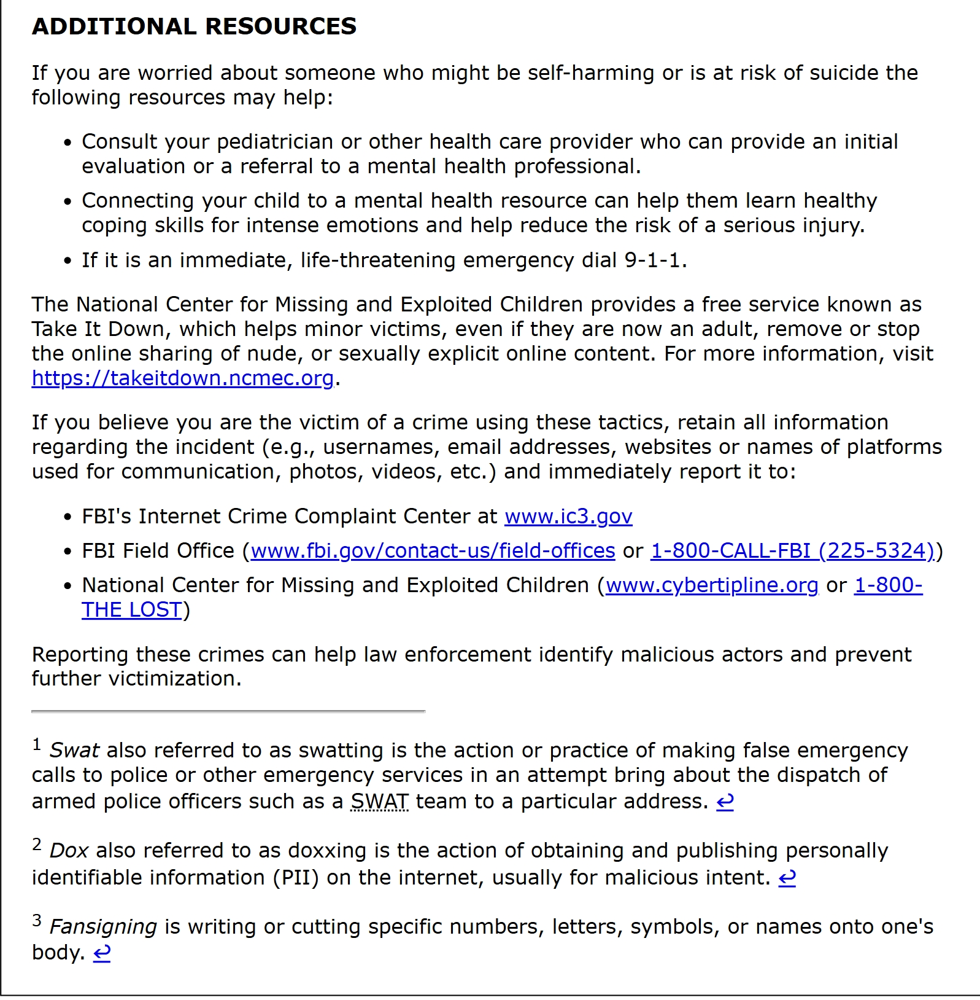 ADDITIONAL RESOURCES
If you are worried about someone who might be self-harming or is at risk of suicide the
following resources may help:
• Consult your pediatrician or other health care provider who can provide an initial
evaluation or a referral to a mental health professional.
• Connecting your child to a mental health resource can help them learn healthy
coping skills for intense emotions and help reduce the risk of a serious injury.
• If it is an immediate, life-threatening emergency dial 9-1-1.
The National Center for Missing and Exploited Children provides a free service known as
Take It Down, which helps minor victims, even if they are now an adult, remove or stop
the online sharing of nude, or sexually explicit online content. For more information, visit
https://takeitdown.ncmec.org.
If you believe you are the victim of a crime using these tactics, retain all information
regarding the incident (e.g., usernames, email addresses, websites or names of platforms
used for communication, photos, videos, etc.) and immediately report it to:
• FBI's Internet Crime Complaint Center at www.ic3.gov
• FBI Field Office (www.fbi.gov/contact-us/field-offices or 1-800-CALL-FBI (225-5324))
• National Center for Missing and Exploited Children (www.cybertipline.org or 1-800-
THE LOST)
Reporting these crimes can help law enforcement identify malicious actors and prevent
further victimization.
1 Swat also referred to as swatting is the action or practice of making false emergency
calls to police or other emergency services in an attempt bring about the dispatch of
armed police officers such as a SWAT team to a particular address. ↩
2 Dox also referred to as doxxing is the action of obtaining and publishing personally
identifiable information (PII) on the internet, usually for malicious intent. ↩
3 Fansigning is writing or cutting specific numbers, letters, symbols, or names onto one's
body. ↩